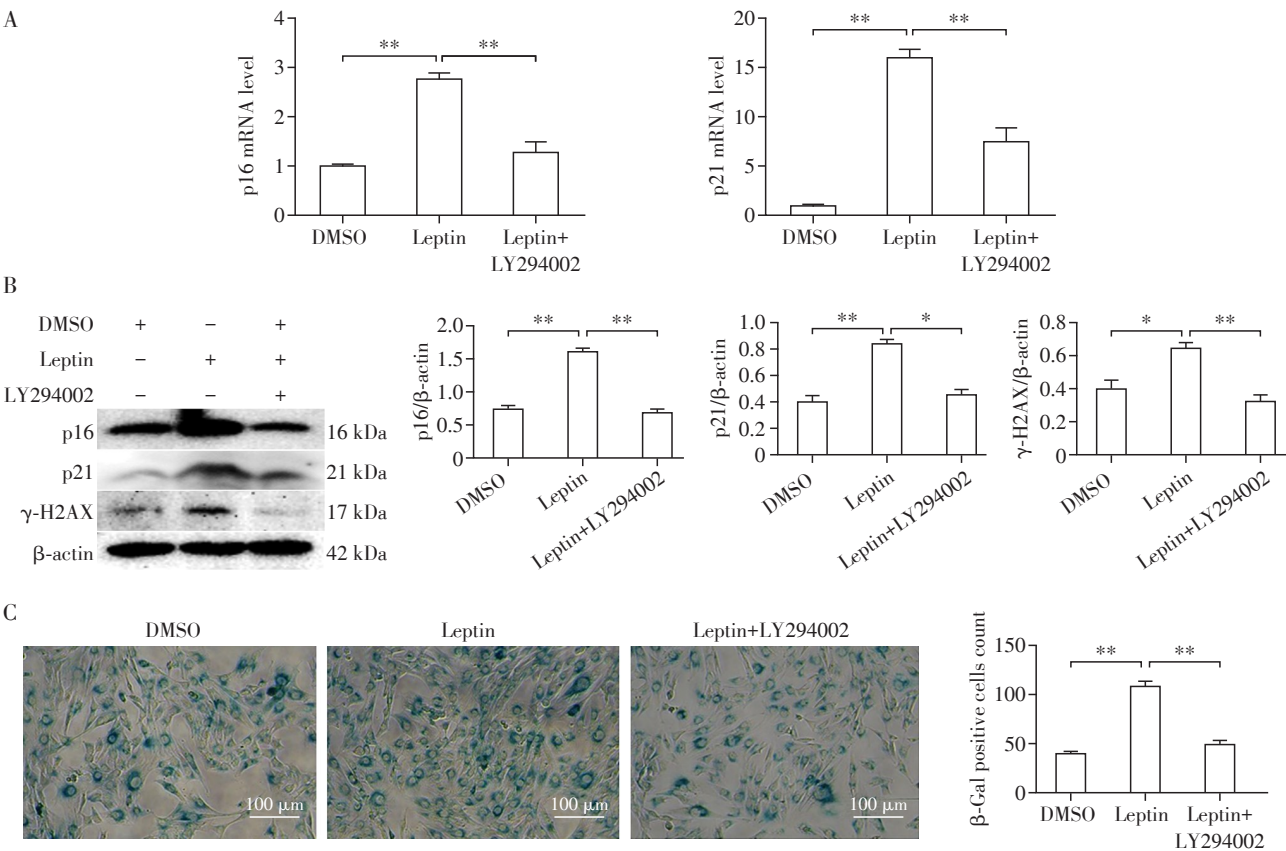 A
4
3
2
1
0
p16 mRNA level
**
**
DMSO
Leptin
Leptin+
LY294002
20
15
10
5
0
p21 mRNA level
**
**
DMSO
Leptin
Leptin+
LY294002
B
DMSO + − +
Leptin − + +
LY294002 − − +
p16 16 kDa
p21 21 kDa
γ-H2AX 17 kDa
β-actin 42 kDa
2.0
1.5
1.0
0.5
0
p16/β-actin
**
**
DMSO
Leptin
Leptin+LY294002
1.0
0.8
0.6
0.4
0.2
0
p21/β-actin
**
*
DMSO
Leptin
Leptin+LY294002
0.8
0.6
0.4
0.2
0
γ-H2AX/β-actin
*
**
DMSO
Leptin
Leptin+LY294002
C
DMSO
Leptin
Leptin+LY294002
100 μm
100 μm
100 μm
150
100
50
0
β-Gal positive cells count
**
**
DMSO
Leptin
Leptin+
LY294002